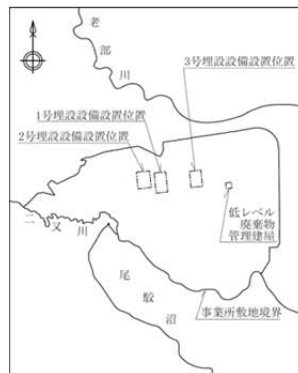 老部川
3号埋設設備設置位置
1号埋設設備設置位置
2号埋設設備設置位置
低レベル
廃棄物
管理建屋
二又川
尾駮沼
事業所敷地境界